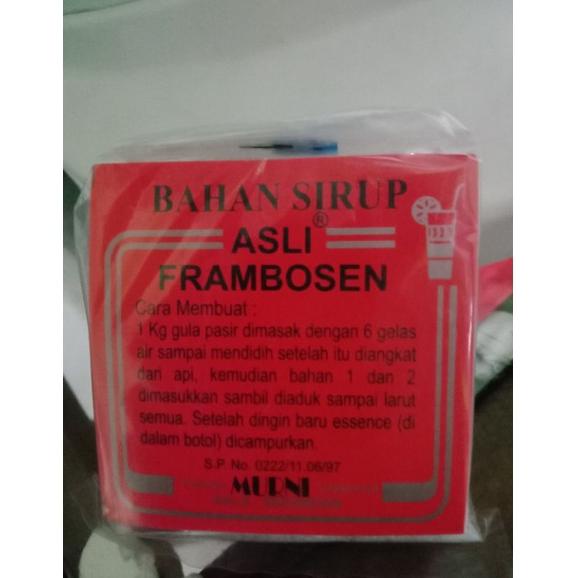 BAHAN SIRUP
®
ASLI
FRAMBOSEN
Cara Membuat :
1 Kg gula pasir dimasak dengan 6 gelas
air sampai mendidih setelah itu diangkat
dari api, kemudian bahan 1 dan 2
dimasukkan sambil diaduk sampai larut
semua. Setelah dingin baru essence (di
dalam botol) dicampurkan.
S.P. No. 0222/11.06/97
MURNI